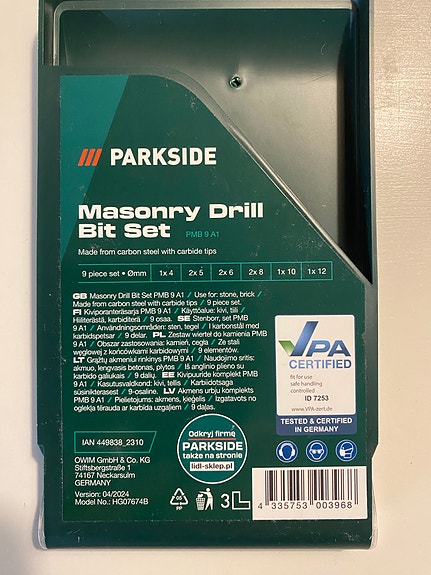 PARKSIDE
Masonry Drill
Bit Set PMB 9 A1
Made from carbon steel with carbide tips
9 piece set • Ømm 1x 4 2x 5 2x 6 2x 8 1x 10 1x 12
GB Masonry Drill Bit Set PMB 9 A1 / Use for: stone, brick /
Made from carbon steel with carbide tips / 9 piece set.
FI Kiviporanteräsarja PMB 9 A1 / Käyttöalue: kivi, tiili /
Hiiliterästä, karbiditerä / 9 osaa. SE Stenborr, set PMB
9 A1 / Användningsområden: sten, tegel / I karbonstål med
karbidspetsar / 9 delar. PL Zestaw wierteł do kamienia PMB
9 A1 / Obszar zastosowania: kamień, cegła / Ze stali
węglowej z końcówkami karbidowymi / 9 elementów.
LT Grąžtų akmeniui rinkinys PMB 9 A1 / Naudojimo sritis:
akmuo, lengvasis betonas, plytos / Iš anglinio plieno su
karbido galiukais / 9 dalių. EE Kivipuuride komplekt PMB
9 A1 / Kasutusvaldkond: kivi, tellis / Karbiidotsaga
süsinikterasest / 9-osaline. LV Akmens urbju komplekts
PMB 9 A1 / Pielietojums: akmens, ķieģelis / Izgatavots no
oglekļa tērauda ar karbīda uzgaļiem / 9 daļas.
VPA
CERTIFIED
fit for use
safe handling
controlled
ID 7253
www.VPA-zert.de
TESTED & CERTIFIED
IN GERMANY
IAN 449838_2310
OWIM GmbH & Co. KG
Stiftsbergstraße 1
74167 Neckarsulm
GERMANY
Version: 04/2024
Model No.: HG07674B
Odkryj firmę
PARKSIDE
także na stronie
lidl-sklep.pl
05
PP
3
4 335753 003968